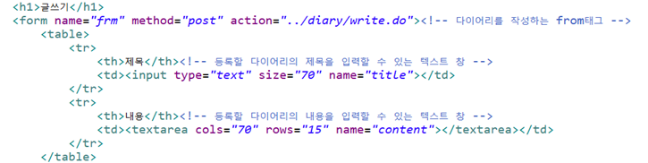 <h1>글쓰기</h1>
<form name="frm" method="post" action="../diary/write.do"><!-- 다이어리를 작성하는 from태그 -->
<table>
<tr>
<th>제목</th><!-- 등록할 다이어리의 제목을 입력할 수 있는 텍스트 창 -->
<td><input type="text" size="70" name="title"></td>
</tr>
<tr>
<th>내용</th><!-- 등록할 다이어리의 내용을 입력할 수 있는 텍스트 창 -->
<td><textarea cols="70" rows="15" name="content"></textarea></td>
</tr>
</table>